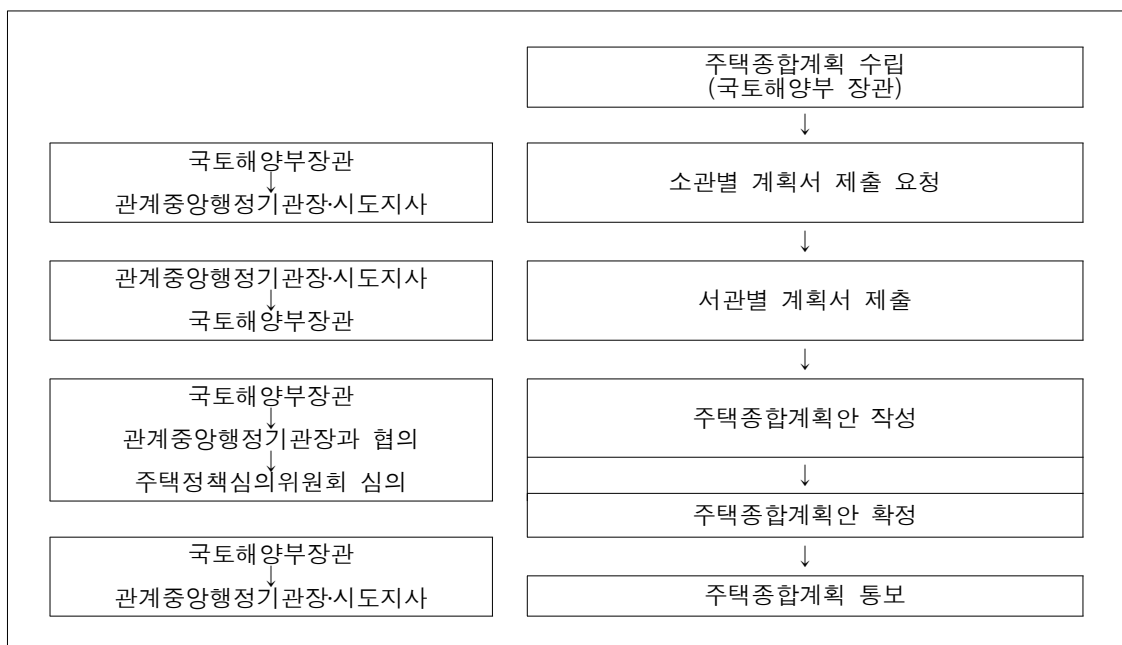 주택종합계획 수립
(국토해양부 장관)
↓
국토해양부장관
↓
관계중앙행정기관장·시도지사
소관별 계획서 제출 요청
↓
관계중앙행정기관장·시도지사
↓
국토해양부장관
서관별 계획서 제출
↓
국토해양부장관
↓
관계중앙행정기관장과 협의
↓
주택정책심의위원회 심의
주택종합계획안 작성
↓
주택종합계획안 확정
↓
국토해양부장관
↓
관계중앙행정기관장·시도지사
주택종합계획 통보